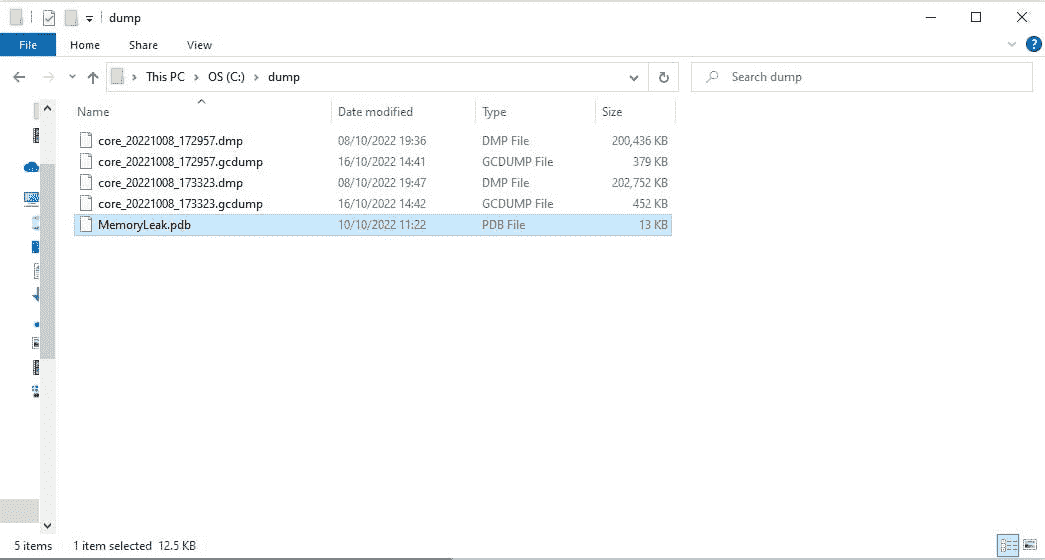 dump
File Home Share View
This PC OS (C:) dump Search dump
Name Date modified Type Size
core_20221008_172957.dmp 08/10/2022 19:36 DMP File 200,436 KB
core_20221008_172957.gcdump 16/10/2022 14:41 GCDUMP File 379 KB
core_20221008_173323.dmp 08/10/2022 19:47 DMP File 202,752 KB
core_20221008_173323.gcdump 16/10/2022 14:42 GCDUMP File 452 KB
MemoryLeak.pdb 10/10/2022 11:22 PDB File 13 KB
5 items 1 item selected 12.5 KB